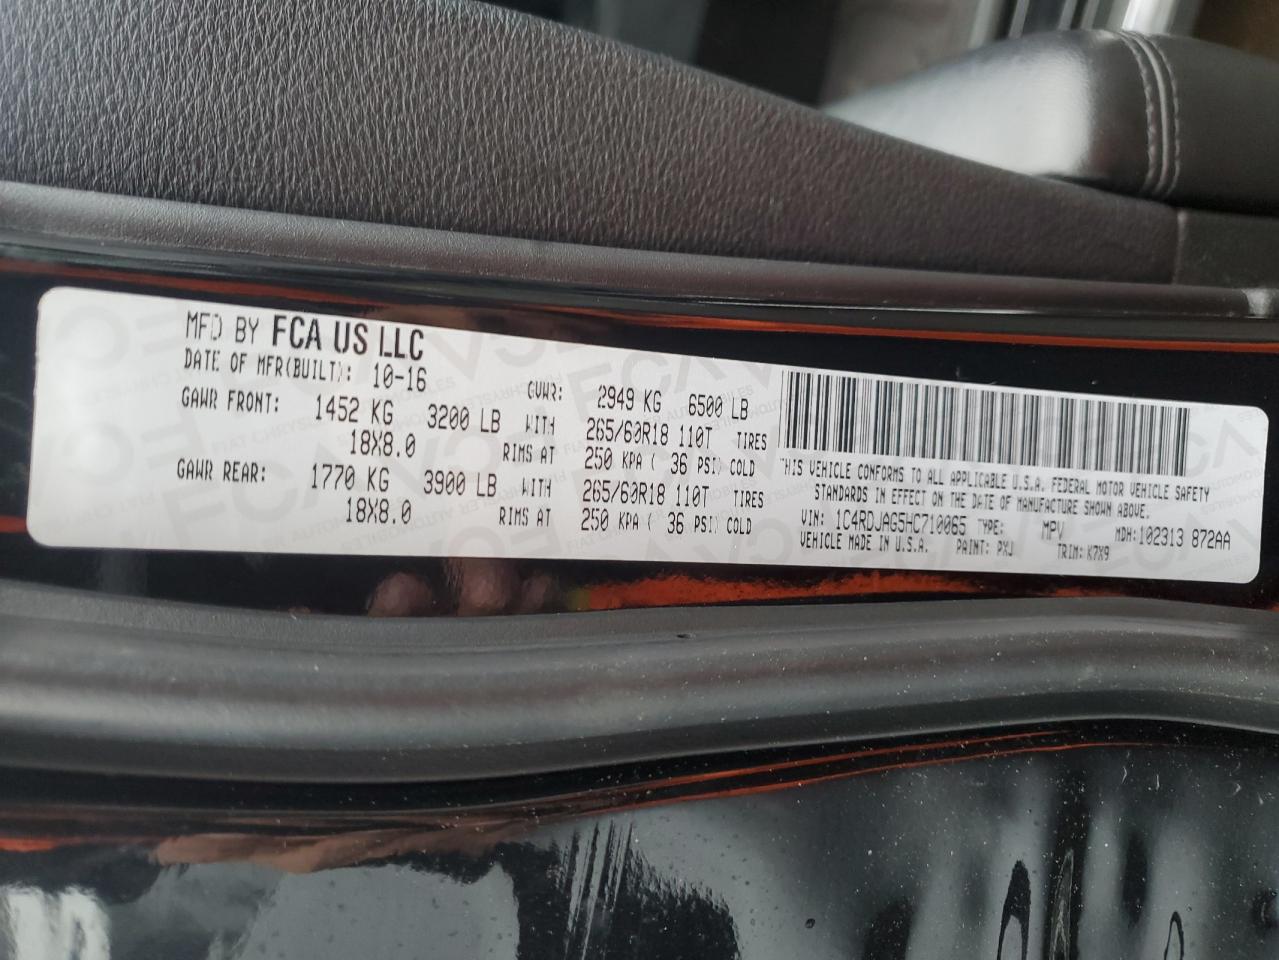 MFD BY FCA US LLC
DATE OF MFR(BUILT): 10-16 GVWR: 2949 KG 6500 LB
GAWR FRONT: 1452 KG 3200 LB WITH 265/60R18 110T TIRES
18X8.0 RIMS AT 250 KPA ( 36 PSI) COLD
GAWR REAR: 1770 KG 3900 LB WITH 265/60R18 110T TIRES
18X8.0 RIMS AT 250 KPA ( 36 PSI) COLD
THIS VEHICLE CONFORMS TO ALL APPLICABLE U.S.A. FEDERAL MOTOR VEHICLE SAFETY
STANDARDS IN EFFECT ON THE DATE OF MANUFACTURE SHOWN ABOVE.
VIN: 1C4RDJAG5HC710065 TYPE: MPV MDH: 102313 872AA
VEHICLE MADE IN U.S.A. PAINT: PXJ TRIM: K7X9